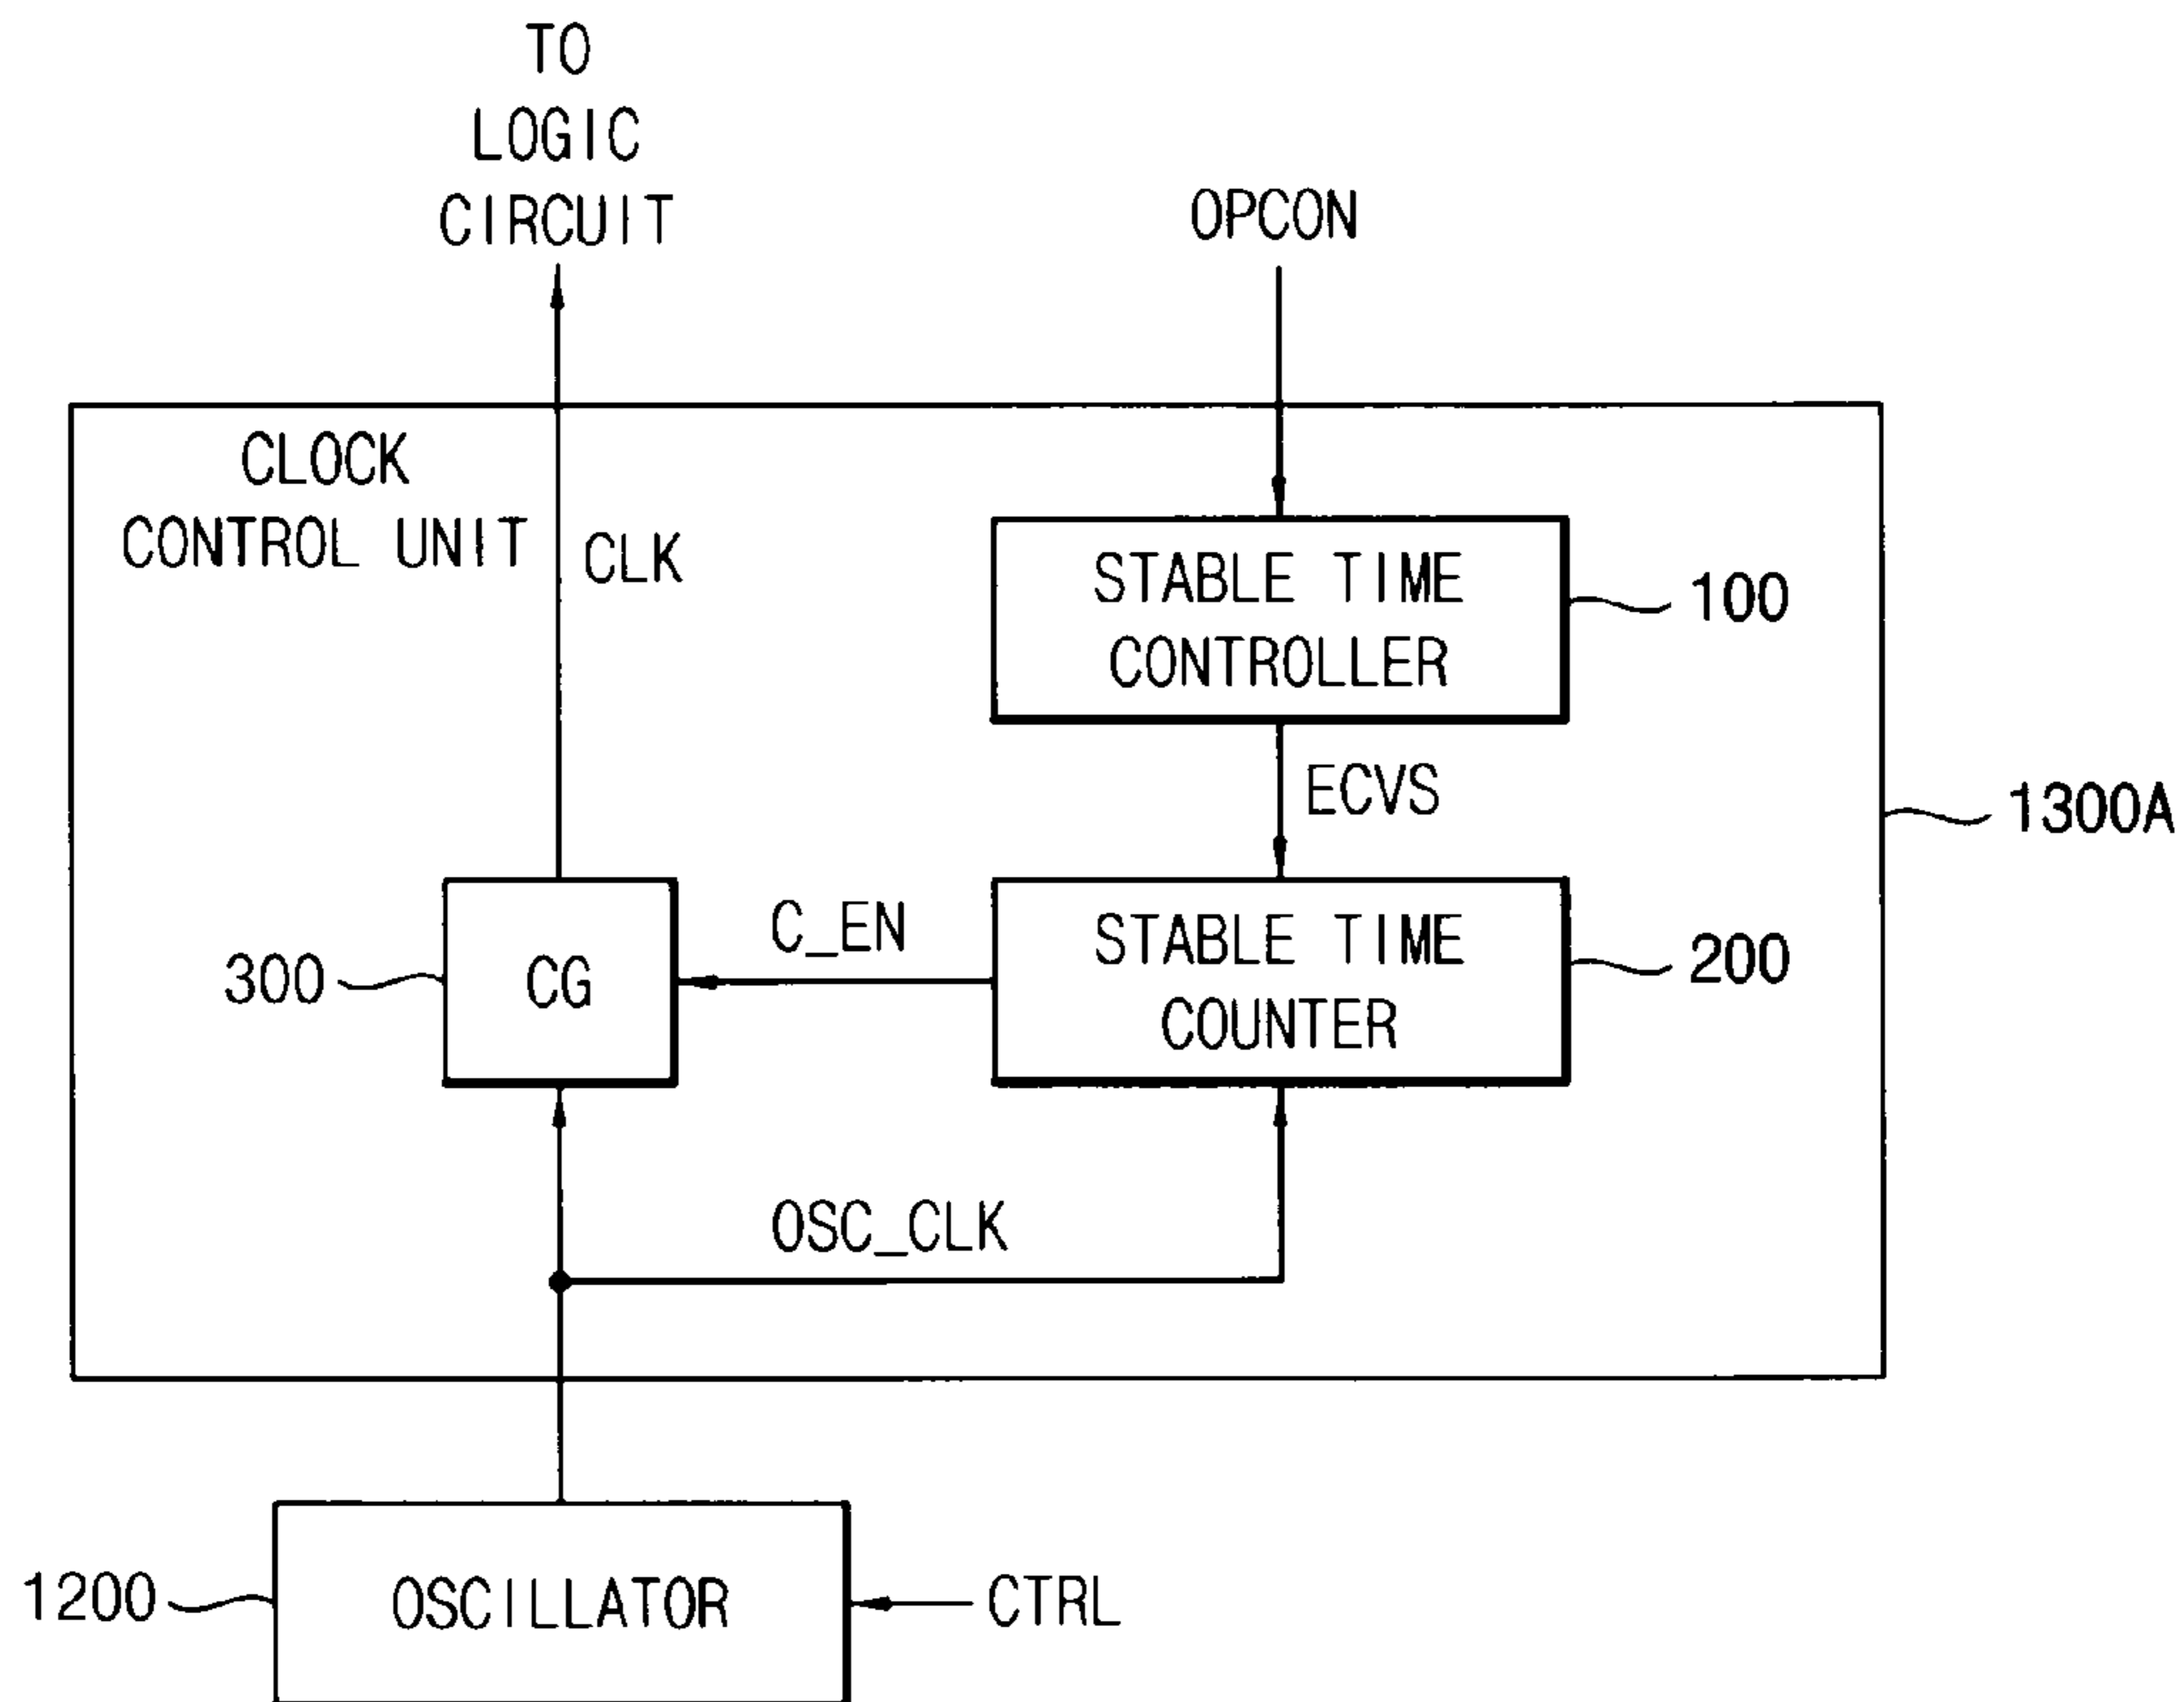 TO
LOGIC
CIRCUIT
OPCON
CLOCK
CONTROL UNIT
CLK
STABLE TIME
CONTROLLER
100
ECVS
1300A
C_EN
300
CG
STABLE TIME
COUNTER
200
OSC_CLK
1200
OSCILLATOR
CTRL